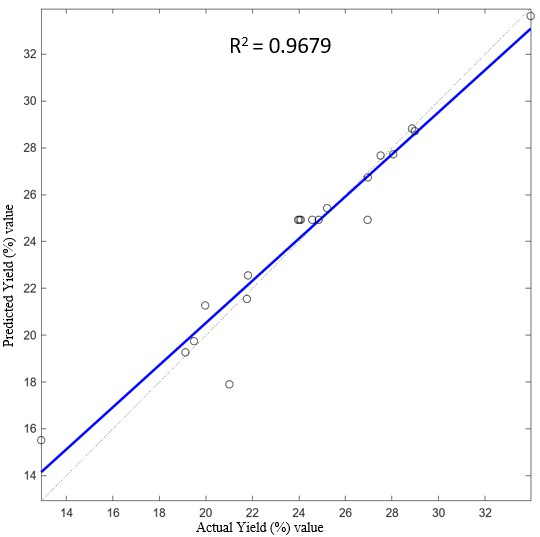 R² = 0.9679
Predicted Yield (%) value
32
30
28
26
24
22
20
18
16
14
14 16 18 20 22 24 26 28 30 32
Actual Yield (%) value